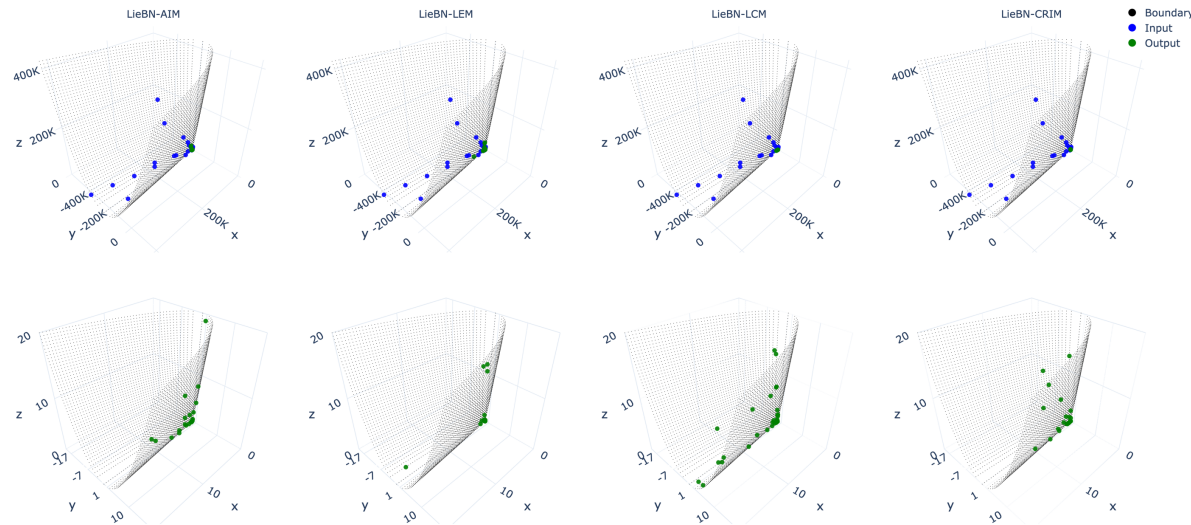 LieBN-AIM LieBN-LEM LieBN-LCM LieBN-CRIM
Boundary
Input
Output
400K 400K 400K 400K
z 200K z 200K z 200K z 200K
0 0 0 0 0 0 0 0
-400K -400K -400K -400K
y -200K 200K x y -200K 200K x y -200K 200K x y -200K 200K x
0 0 0 0
20 20 20 20
z 10 z 10 z 10 z 10
0 0 0 0 0 0 0 0
-17 -17 -17 -17
-7 -7 -7 -7
y 1 10 x y 1 10 x y 1 10 x y 1 10 x
10 10 10 10